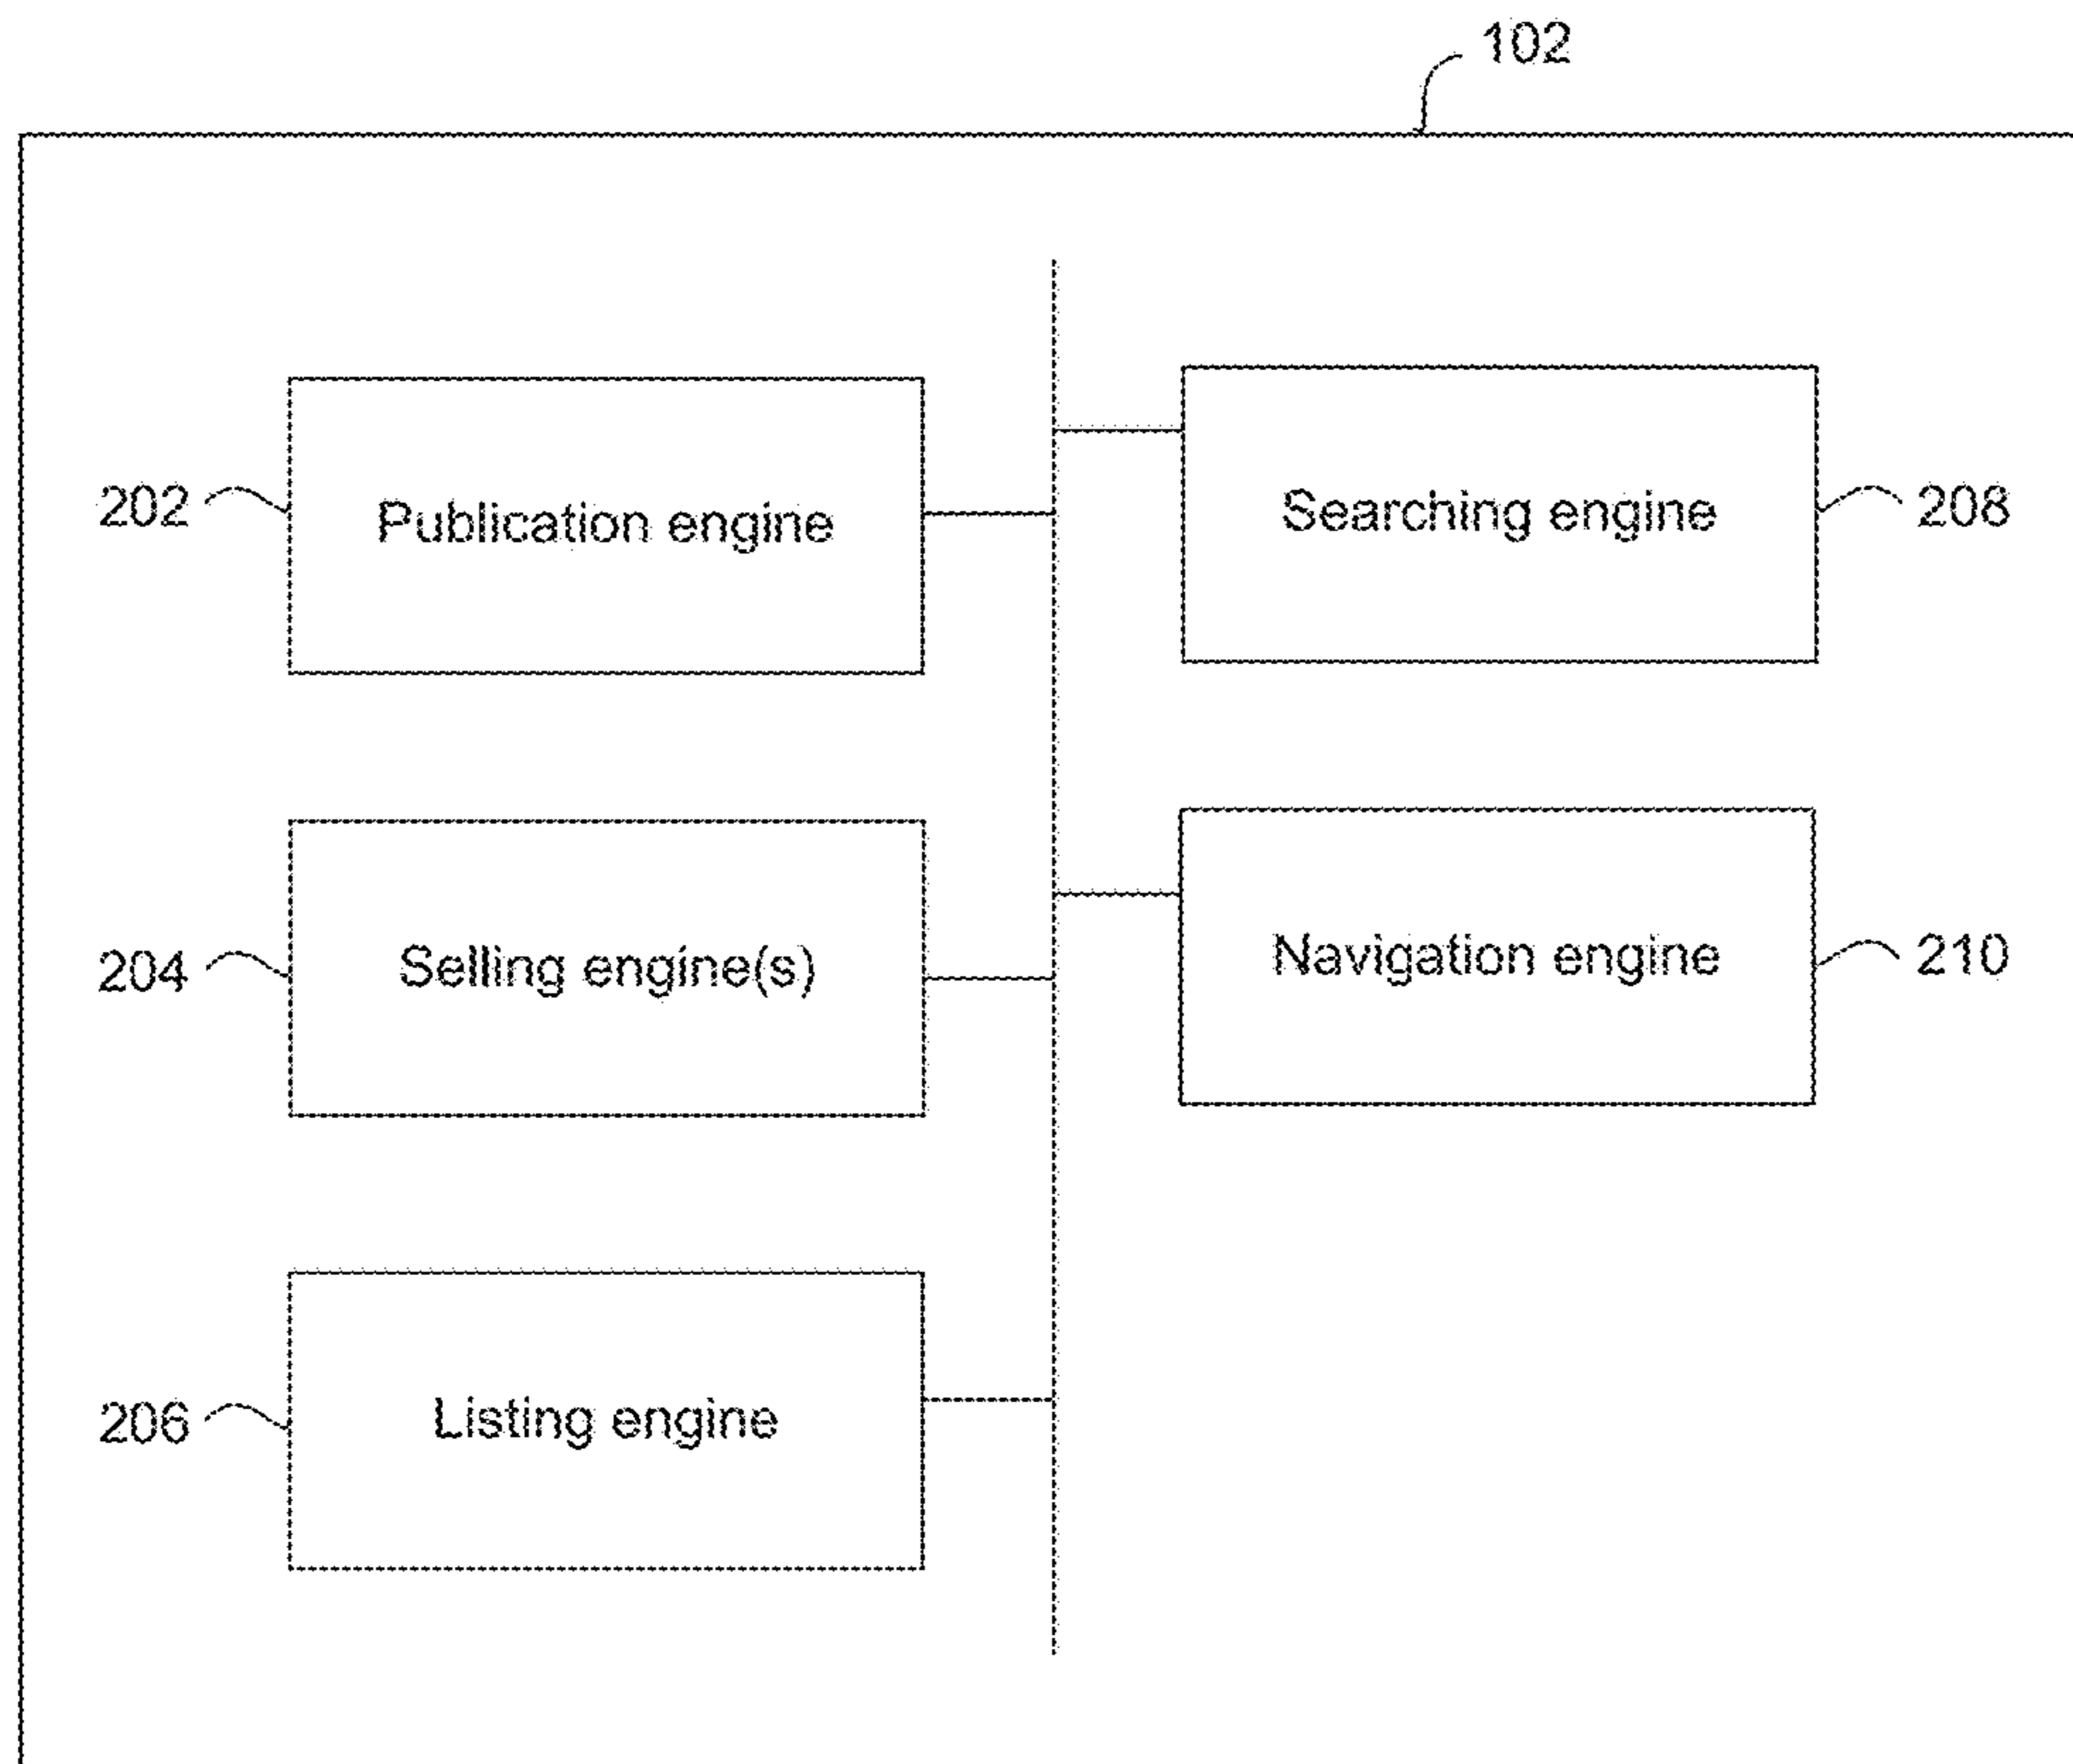 102
202
Publication engine
Searching engine
208
204
Selling engine(s)
Navigation engine
210
206
Listing engine